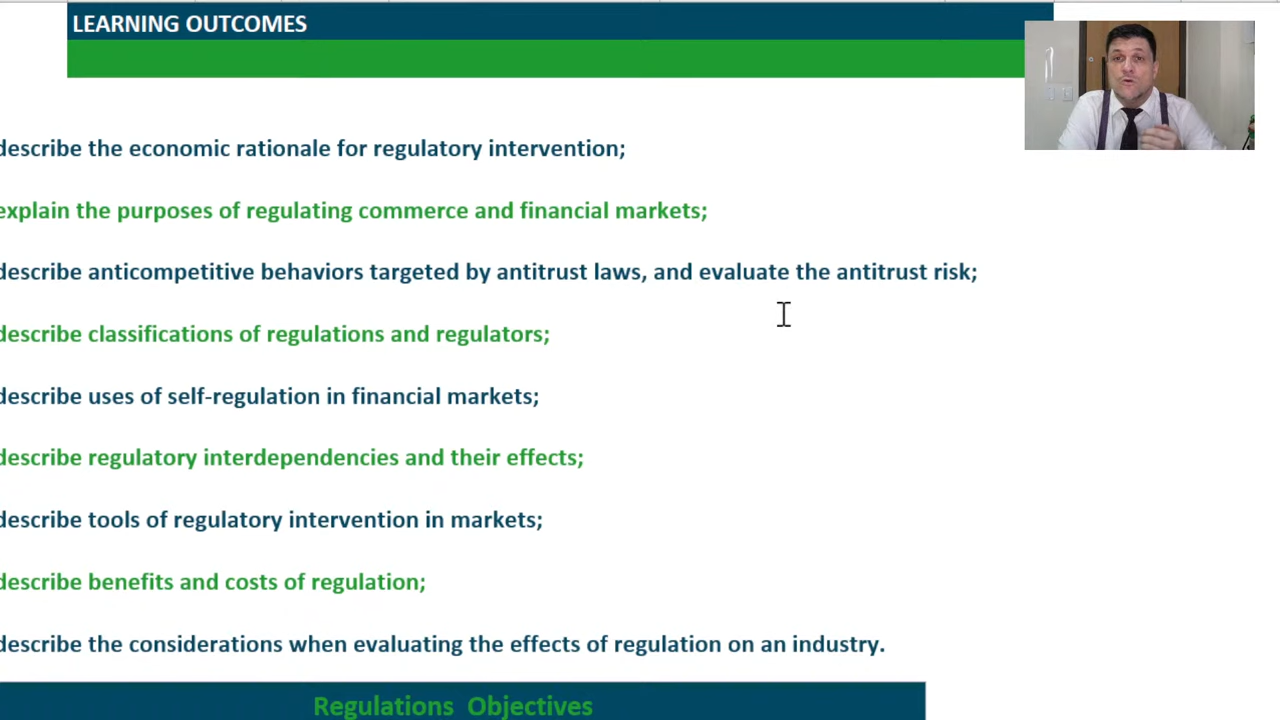 LEARNING OUTCOMES
describe the economic rationale for regulatory intervention;
explain the purposes of regulating commerce and financial markets;
describe anticompetitive behaviors targeted by antitrust laws, and evaluate the antitrust risk;
describe classifications of regulations and regulators;
describe uses of self-regulation in financial markets;
describe regulatory interdependencies and their effects;
describe tools of regulatory intervention in markets;
describe benefits and costs of regulation;
describe the considerations when evaluating the effects of regulation on an industry.
Regulations Objectives